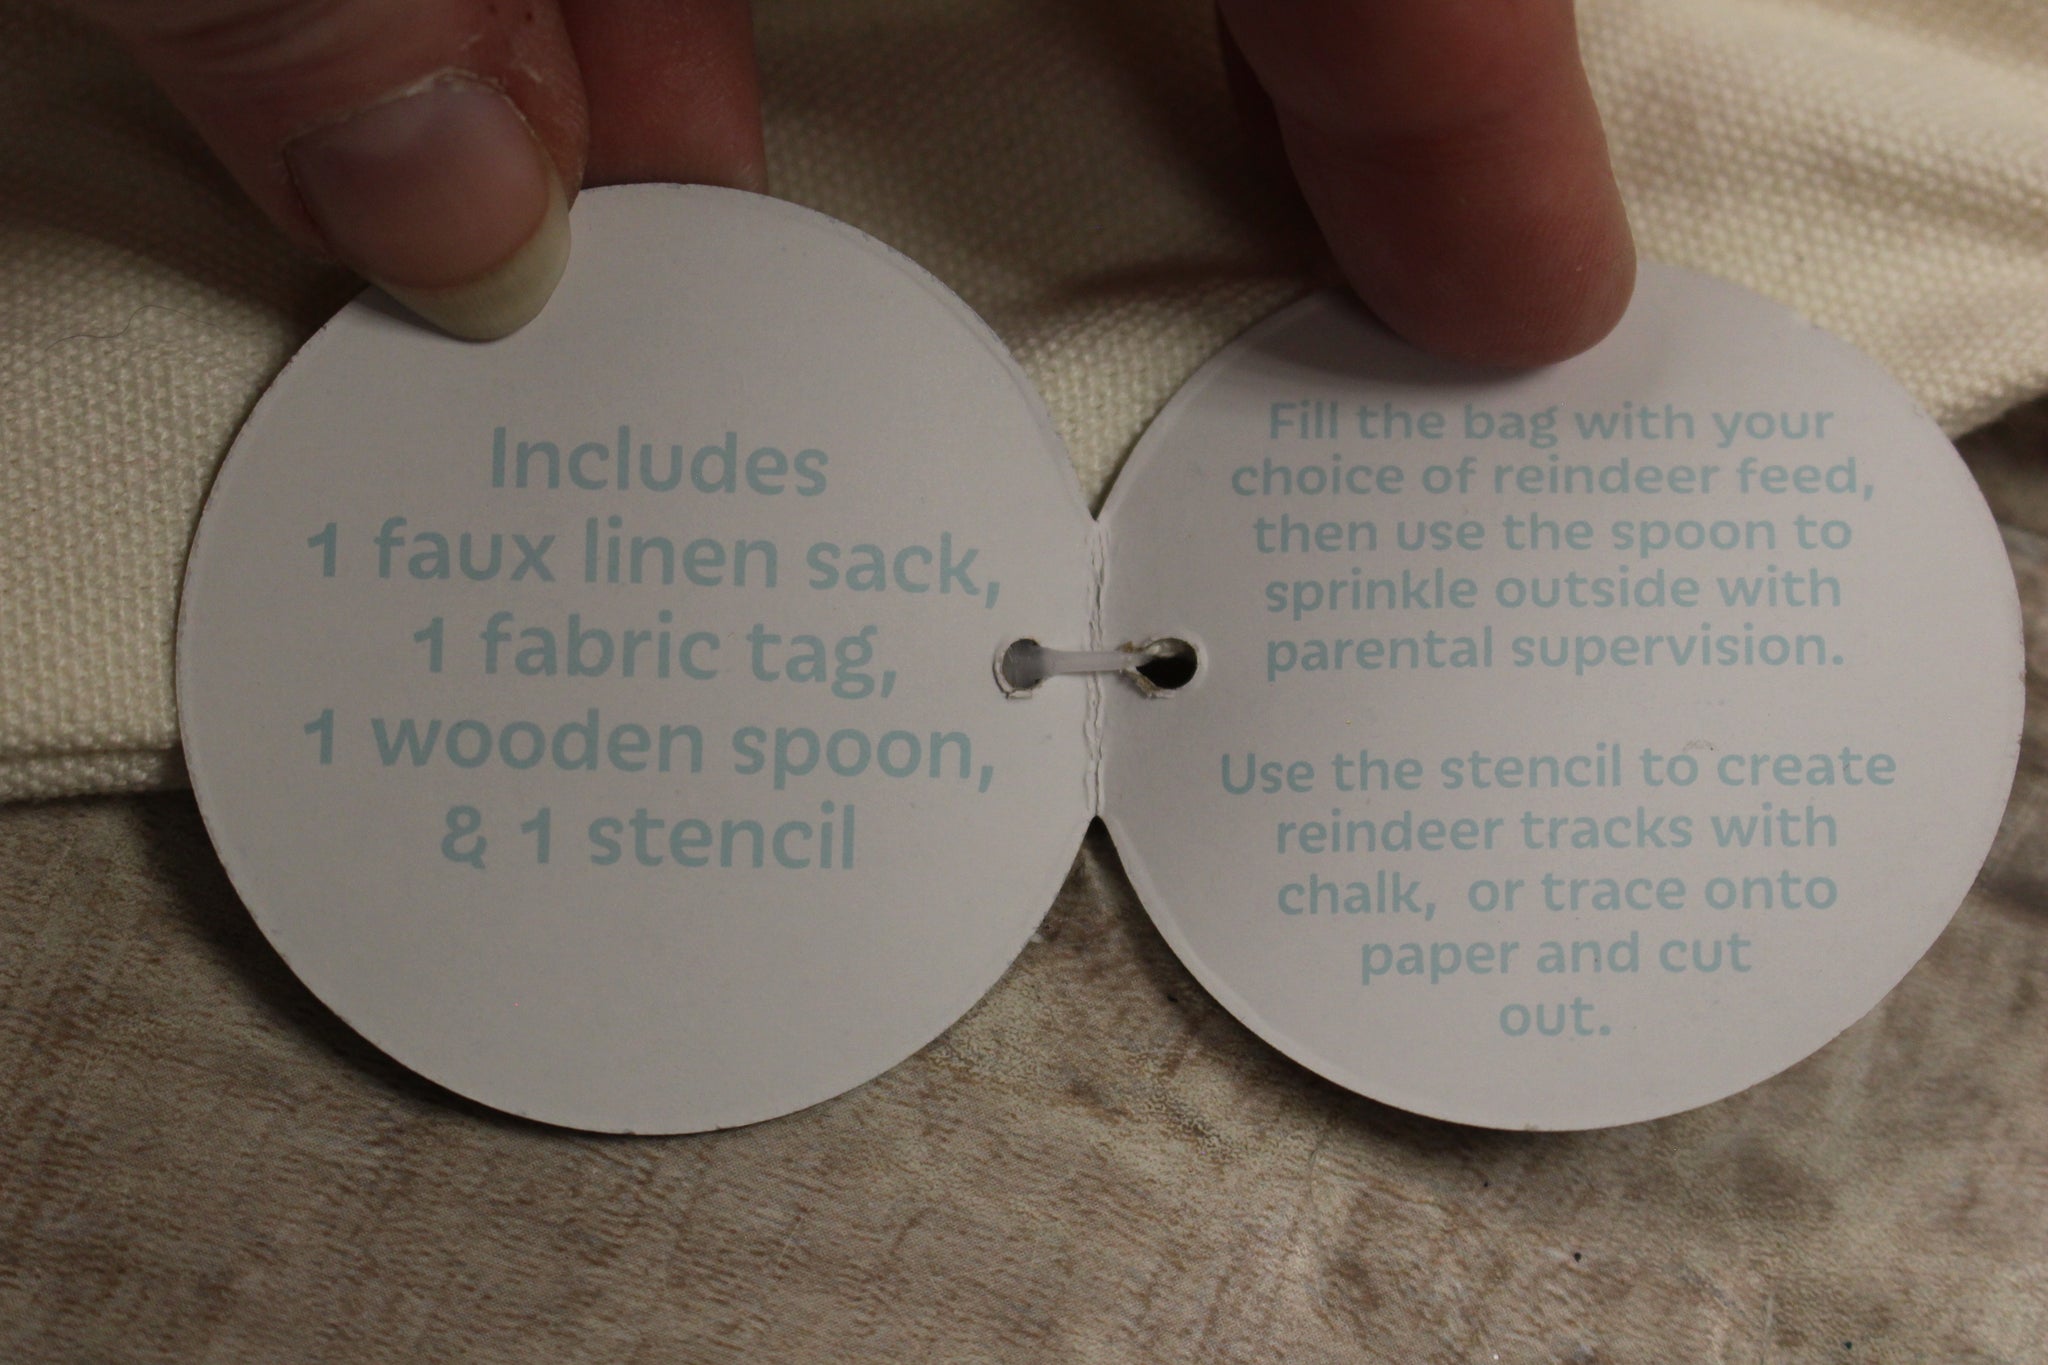 Includes
1 faux linen sack,
1 fabric tag,
1 wooden spoon,
& 1 stencil
Fill the bag with your
choice of reindeer feed,
then use the spoon to
sprinkle outside with
parental supervision.
Use the stencil to create
reindeer tracks with
chalk, or trace onto
paper and cut
out.